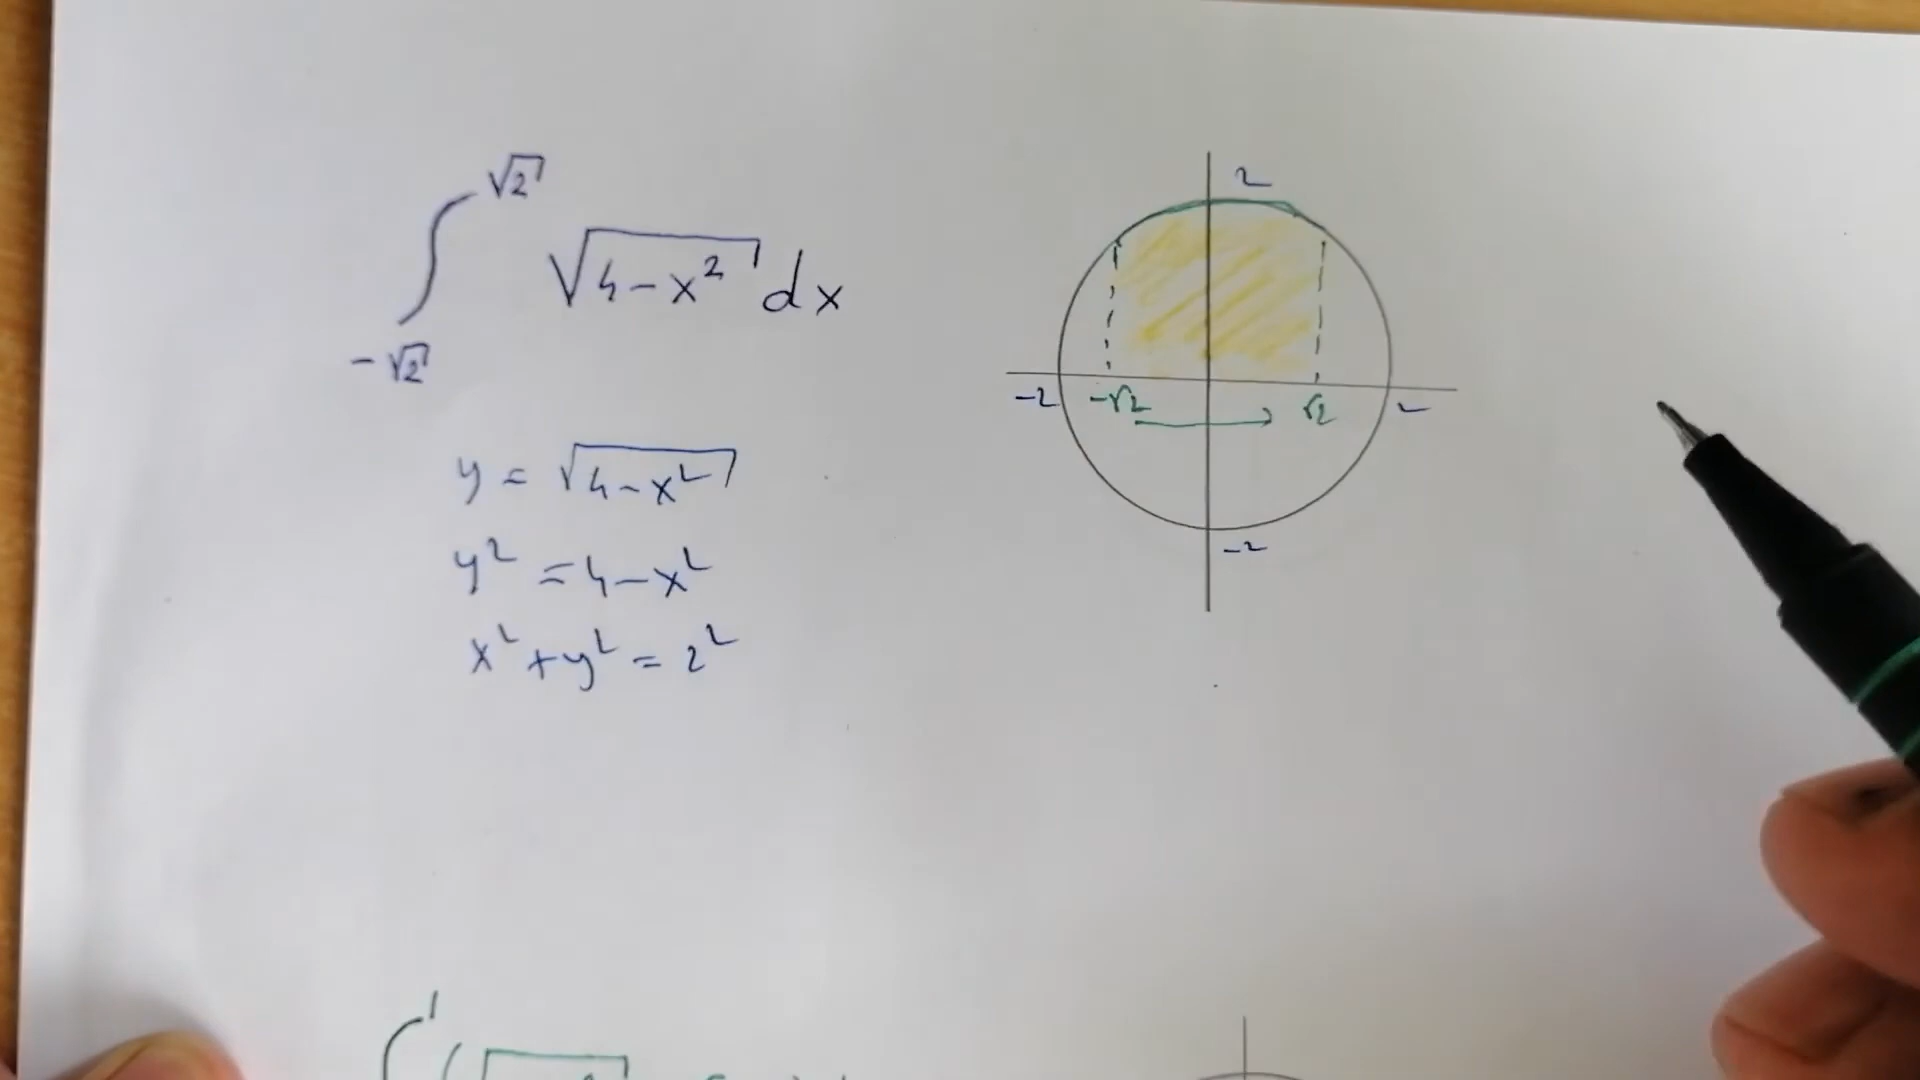 ∫_{-√2}^{√2} √(4-x²) dx
y = √(4-x²)
y² = 4-x²
x² + y² = 2²
2
-2 -√2 √2 2
-2